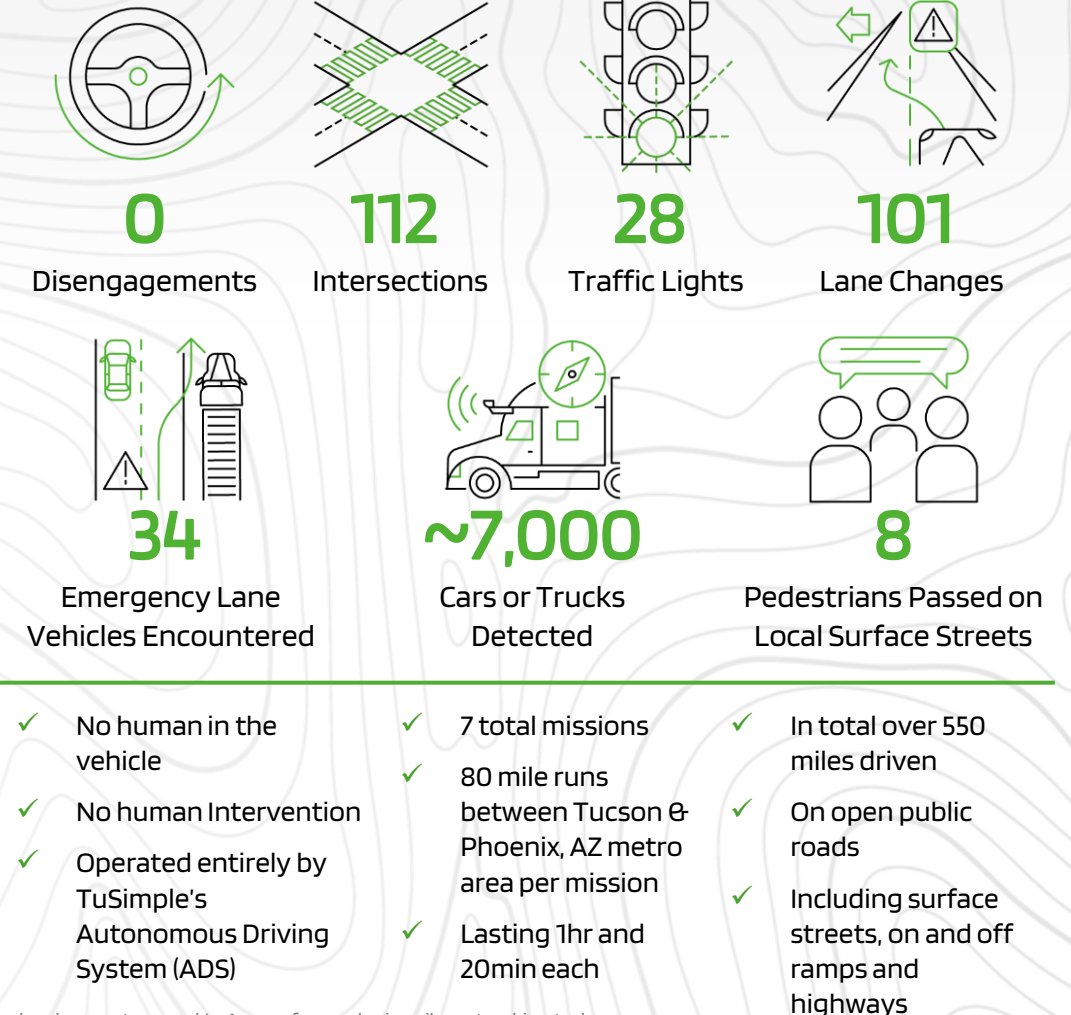 0
Disengagements
112
Intersections
28
Traffic Lights
101
Lane Changes
34
Emergency Lane
Vehicles Encountered
~7,000
Cars or Trucks
Detected
8
Pedestrians Passed on
Local Surface Streets
✓ No human in the
vehicle
✓ No human Intervention
✓ Operated entirely by
TuSimple's
Autonomous Driving
System (ADS)
✓ 7 total missions
✓ 80 mile runs
between Tucson &
Phoenix, AZ metro
area per mission
✓ Lasting 1hr and
20min each
✓ In total over 550
miles driven
✓ On open public
roads
✓ Including surface
streets, on and off
ramps and
highways